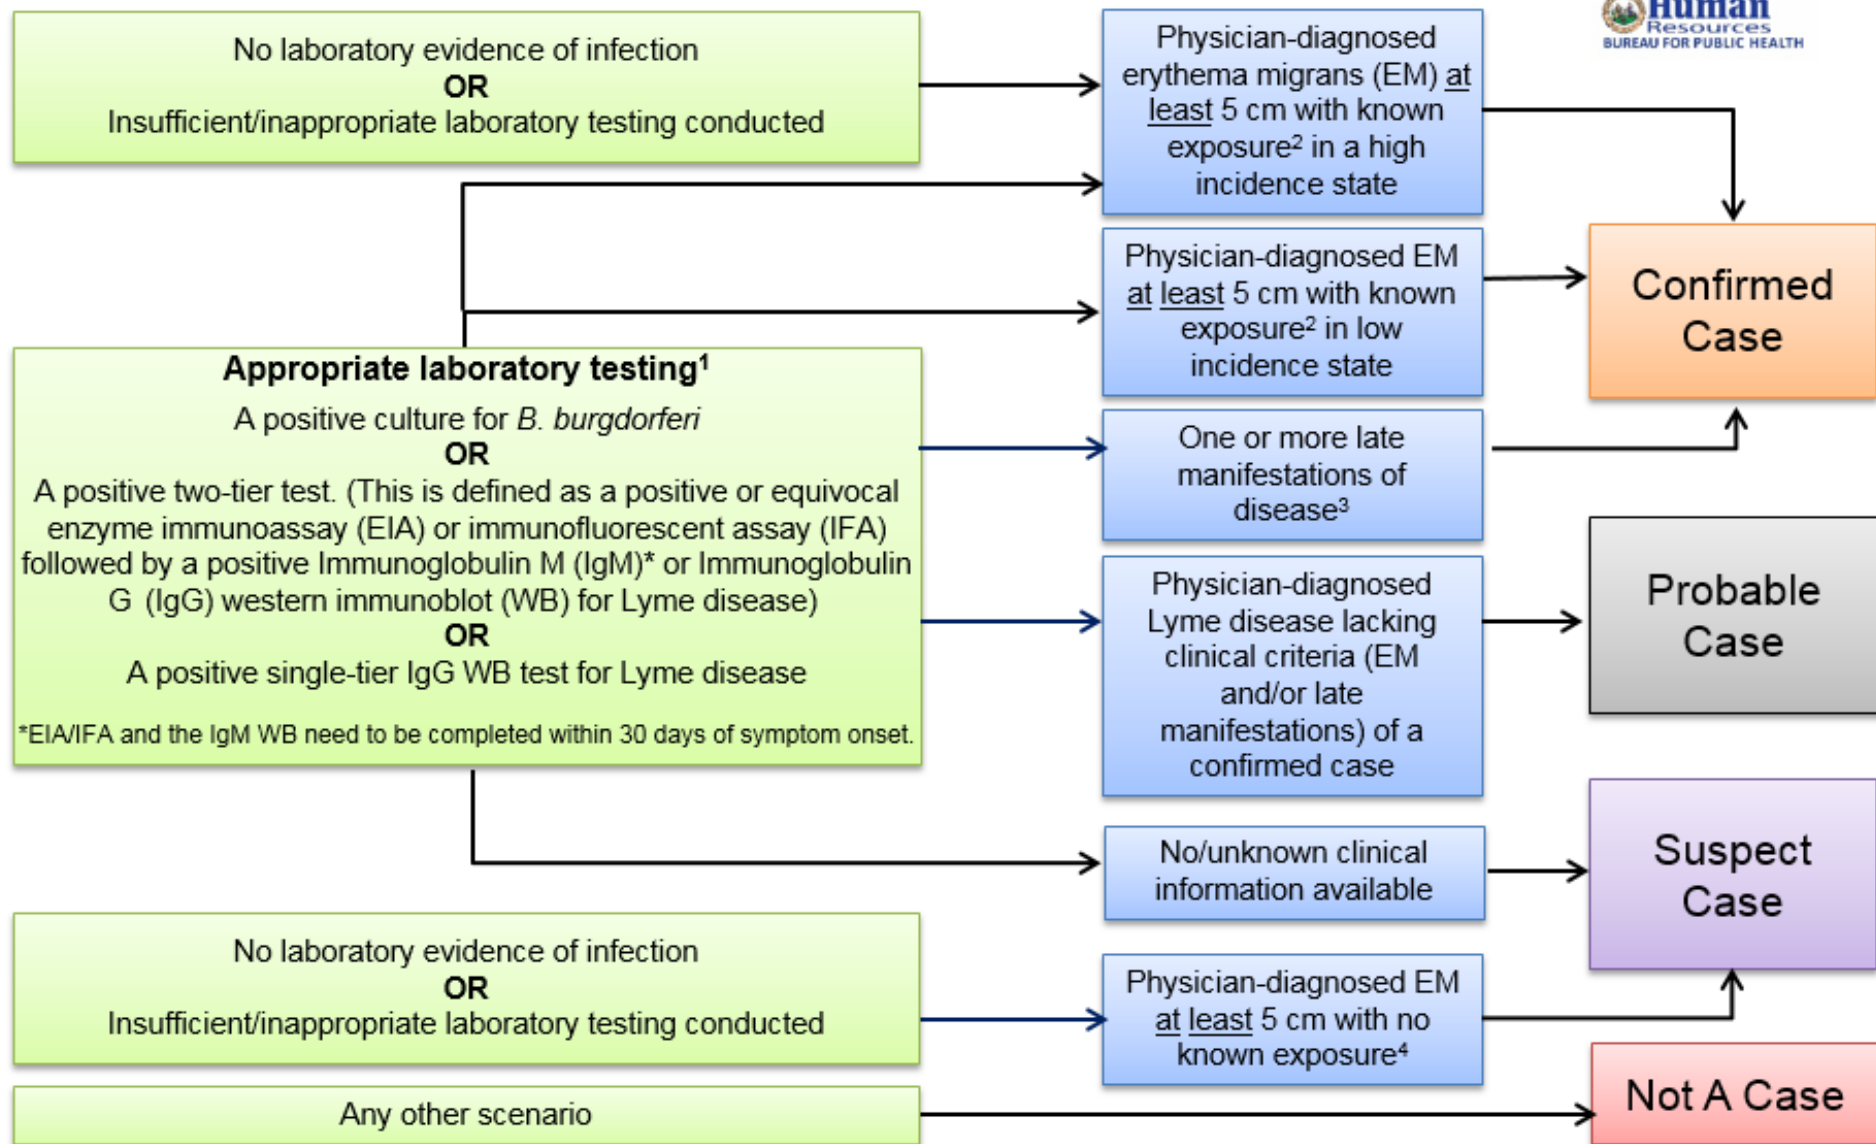 Human
Resources
BUREAU FOR PUBLIC HEALTH
No laboratory evidence of infection
OR
Insufficient/inappropriate laboratory testing conducted
Physician-diagnosed
erythema migrans (EM) at
least 5 cm with known
exposure² in a high
incidence state
Physician-diagnosed EM
at least 5 cm with known
exposure² in low
incidence state
Confirmed
Case
Appropriate laboratory testing¹
A positive culture for B. burgdorferi
OR
A positive two-tier test. (This is defined as a positive or equivocal
enzyme immunoassay (EIA) or immunofluorescent assay (IFA)
followed by a positive Immunoglobulin M (IgM)* or Immunoglobulin
G (IgG) western immunoblot (WB) for Lyme disease)
OR
A positive single-tier IgG WB test for Lyme disease
*EIA/IFA and the IgM WB need to be completed within 30 days of symptom onset.
One or more late
manifestations of
disease³
Physician-diagnosed
Lyme disease lacking
clinical criteria (EM
and/or late
manifestations) of a
confirmed case
Probable
Case
No/unknown clinical
information available
Suspect
Case
No laboratory evidence of infection
OR
Insufficient/inappropriate laboratory testing conducted
Physician-diagnosed EM
at least 5 cm with no
known exposure⁴
Any other scenario
Not A Case